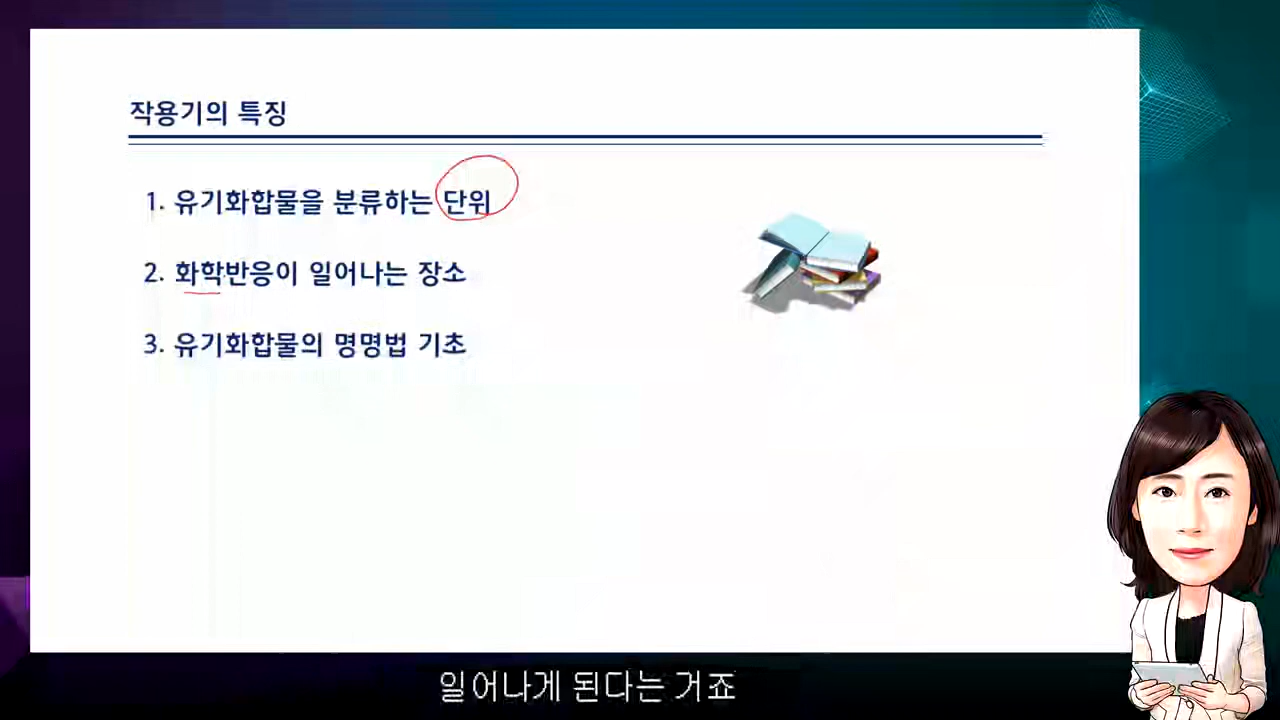 작용기의 특징
1. 유기화합물을 분류하는 단위
2. 화학반응이 일어나는 장소
3. 유기화합물의 명명법 기초
일어나게 된다는 거죠